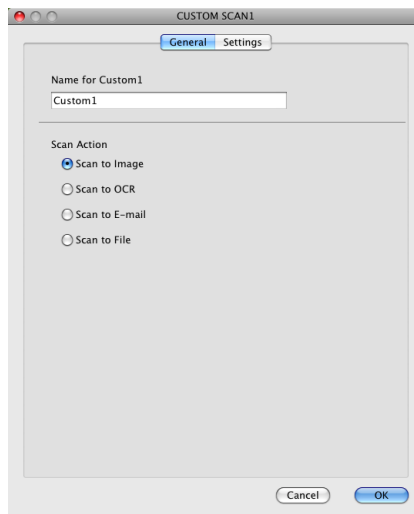 CUSTOM SCAN1
General Settings
Name for Custom1
Custom1
Scan Action
Scan to Image
Scan to OCR
Scan to E-mail
Scan to File
Cancel OK